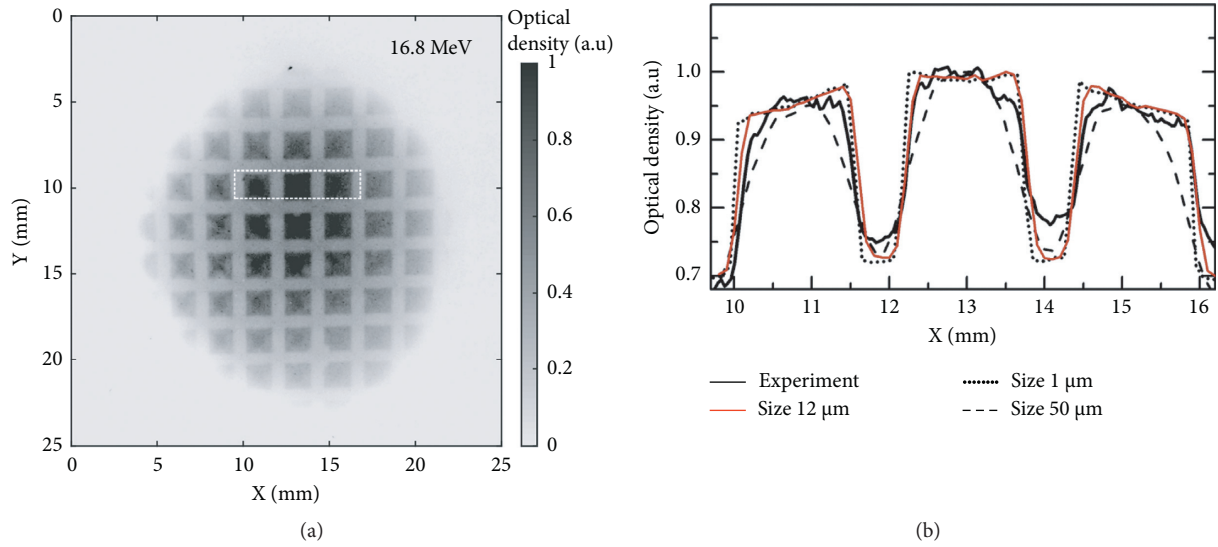 0
5
10
15
20
25
Y (mm)
0 5 10 15 20 25
X (mm)
16.8 MeV
Optical
density (a.u)
1
0.8
0.6
0.4
0.2
0
(a)
Optical density (a.u)
1.0
0.9
0.8
0.7
10 11 12 13 14 15 16
X (mm)
Experiment
Size 12 μm
Size 1 μm
Size 50 μm
(b)